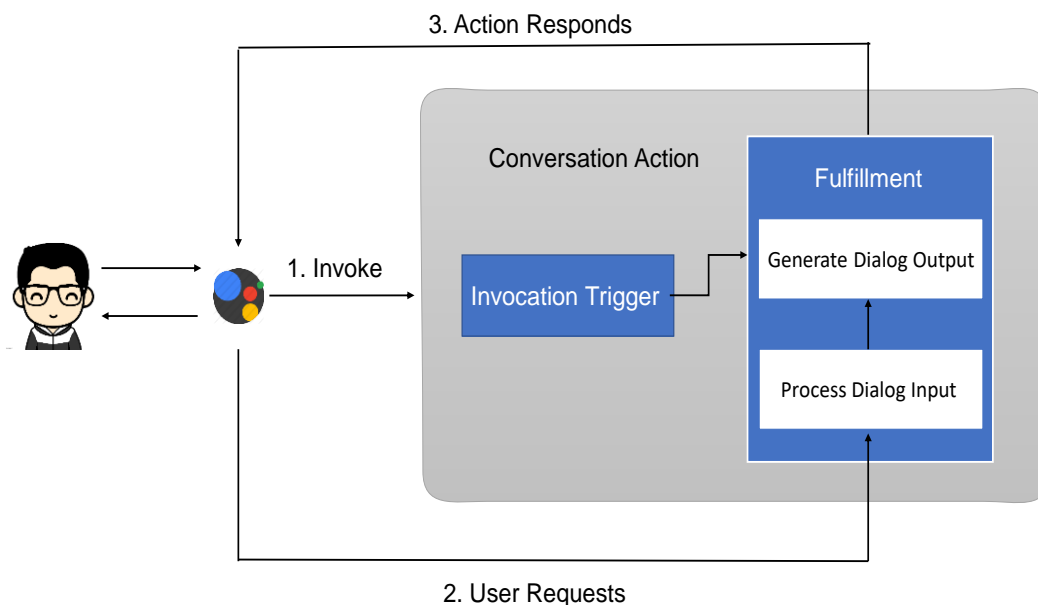 3. Action Responds
Conversation Action
Fulfillment
Generate Dialog Output
1. Invoke
Invocation Trigger
Process Dialog Input
2. User Requests